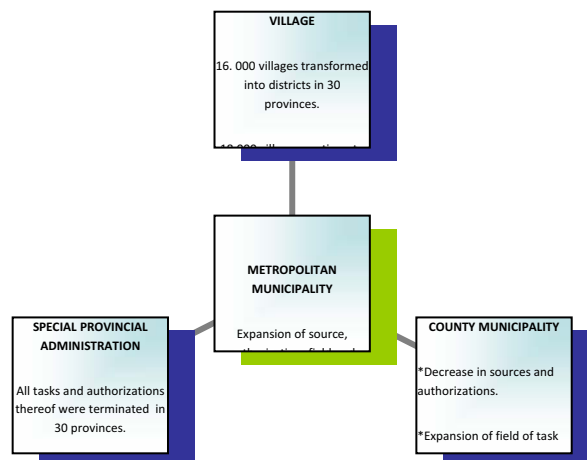 VILLAGE
16. 000 villages transformed
into districts in 30
provinces.
METROPOLITAN
MUNICIPALITY
Expansion of source,
SPECIAL PROVINCIAL
ADMINISTRATION
All tasks and authorizations
thereof were terminated in
30 provinces.
COUNTY MUNICIPALITY
*Decrease in sources and
authorizations.
*Expansion of field of task